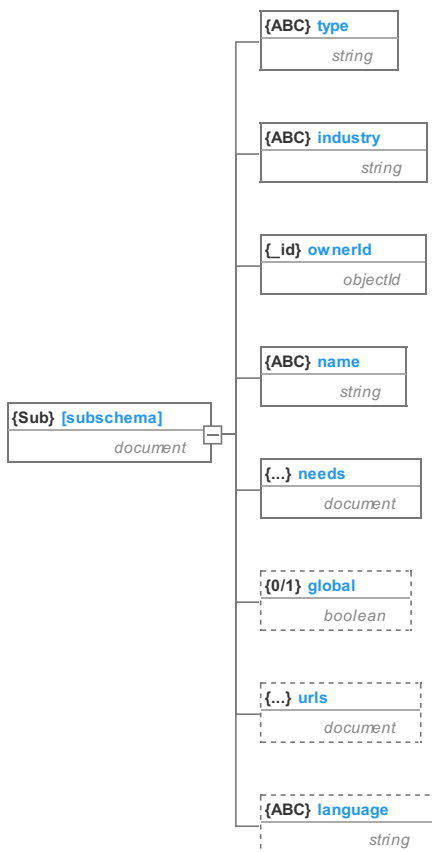 {ABC} type
string
{ABC} industry
string
{_id} ownerId
objectId
{ABC} name
string
{Sub} [subschema]
document
{...} needs
document
{0/1} global
boolean
{...} urls
document
{ABC} language
string